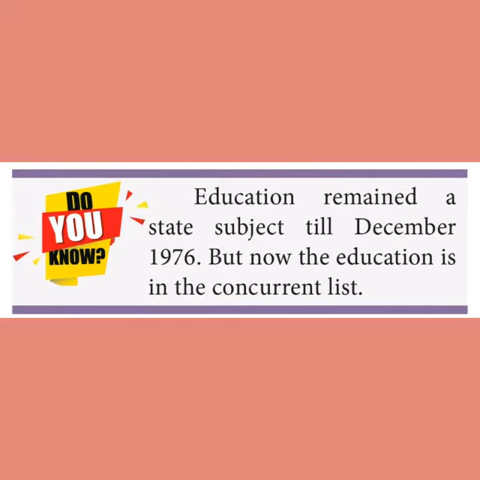 DO
YOU
KNOW?
Education remained a
state subject till December
1976. But now the education is
in the concurrent list.